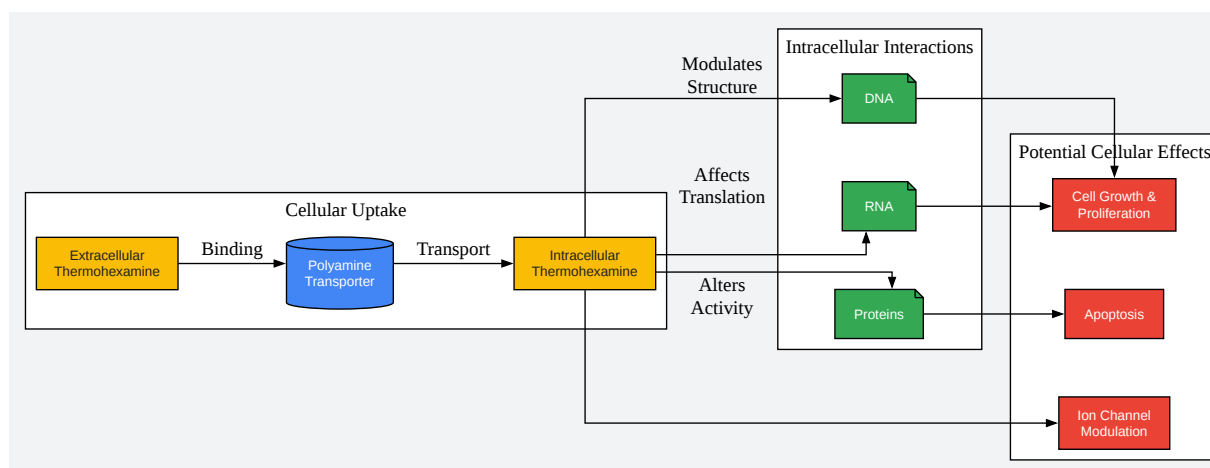 Intracellular Interactions
Modulates
Structure
DNA
Potential Cellular Effects
Affects
Translation
RNA
Cell Growth &
Proliferation
Cellular Uptake
Extracellular
Thermohexamine
Binding
Polyamine
Transporter
Transport
Intracellular
Thermohexamine
Alters
Activity
Proteins
Apoptosis
Ion Channel
Modulation